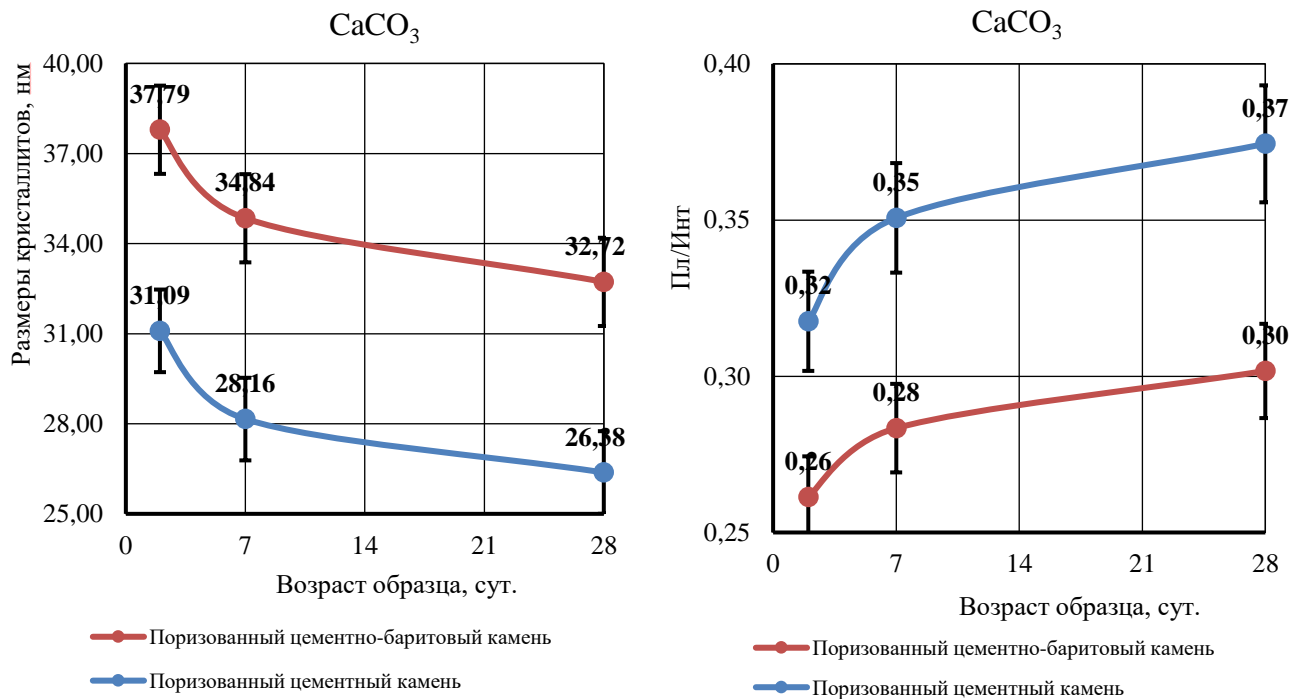 CaCO₃
Размеры кристаллитов, нм
40,00
37,00
34,00
31,00
28,00
25,00
37,79
34,84
32,72
31,09
28,16
26,38
0 7 14 21 28
Возраст образца, сут.
Поризованный цементно-баритовый камень
Поризованный цементный камень
CaCO₃
Пл/Инт
0,40
0,35
0,30
0,25
0,37
0,35
0,32
0,30
0,28
0,26
0 7 14 21 28
Возраст образца, сут.
Поризованный цементно-баритовый камень
Поризованный цементный камень